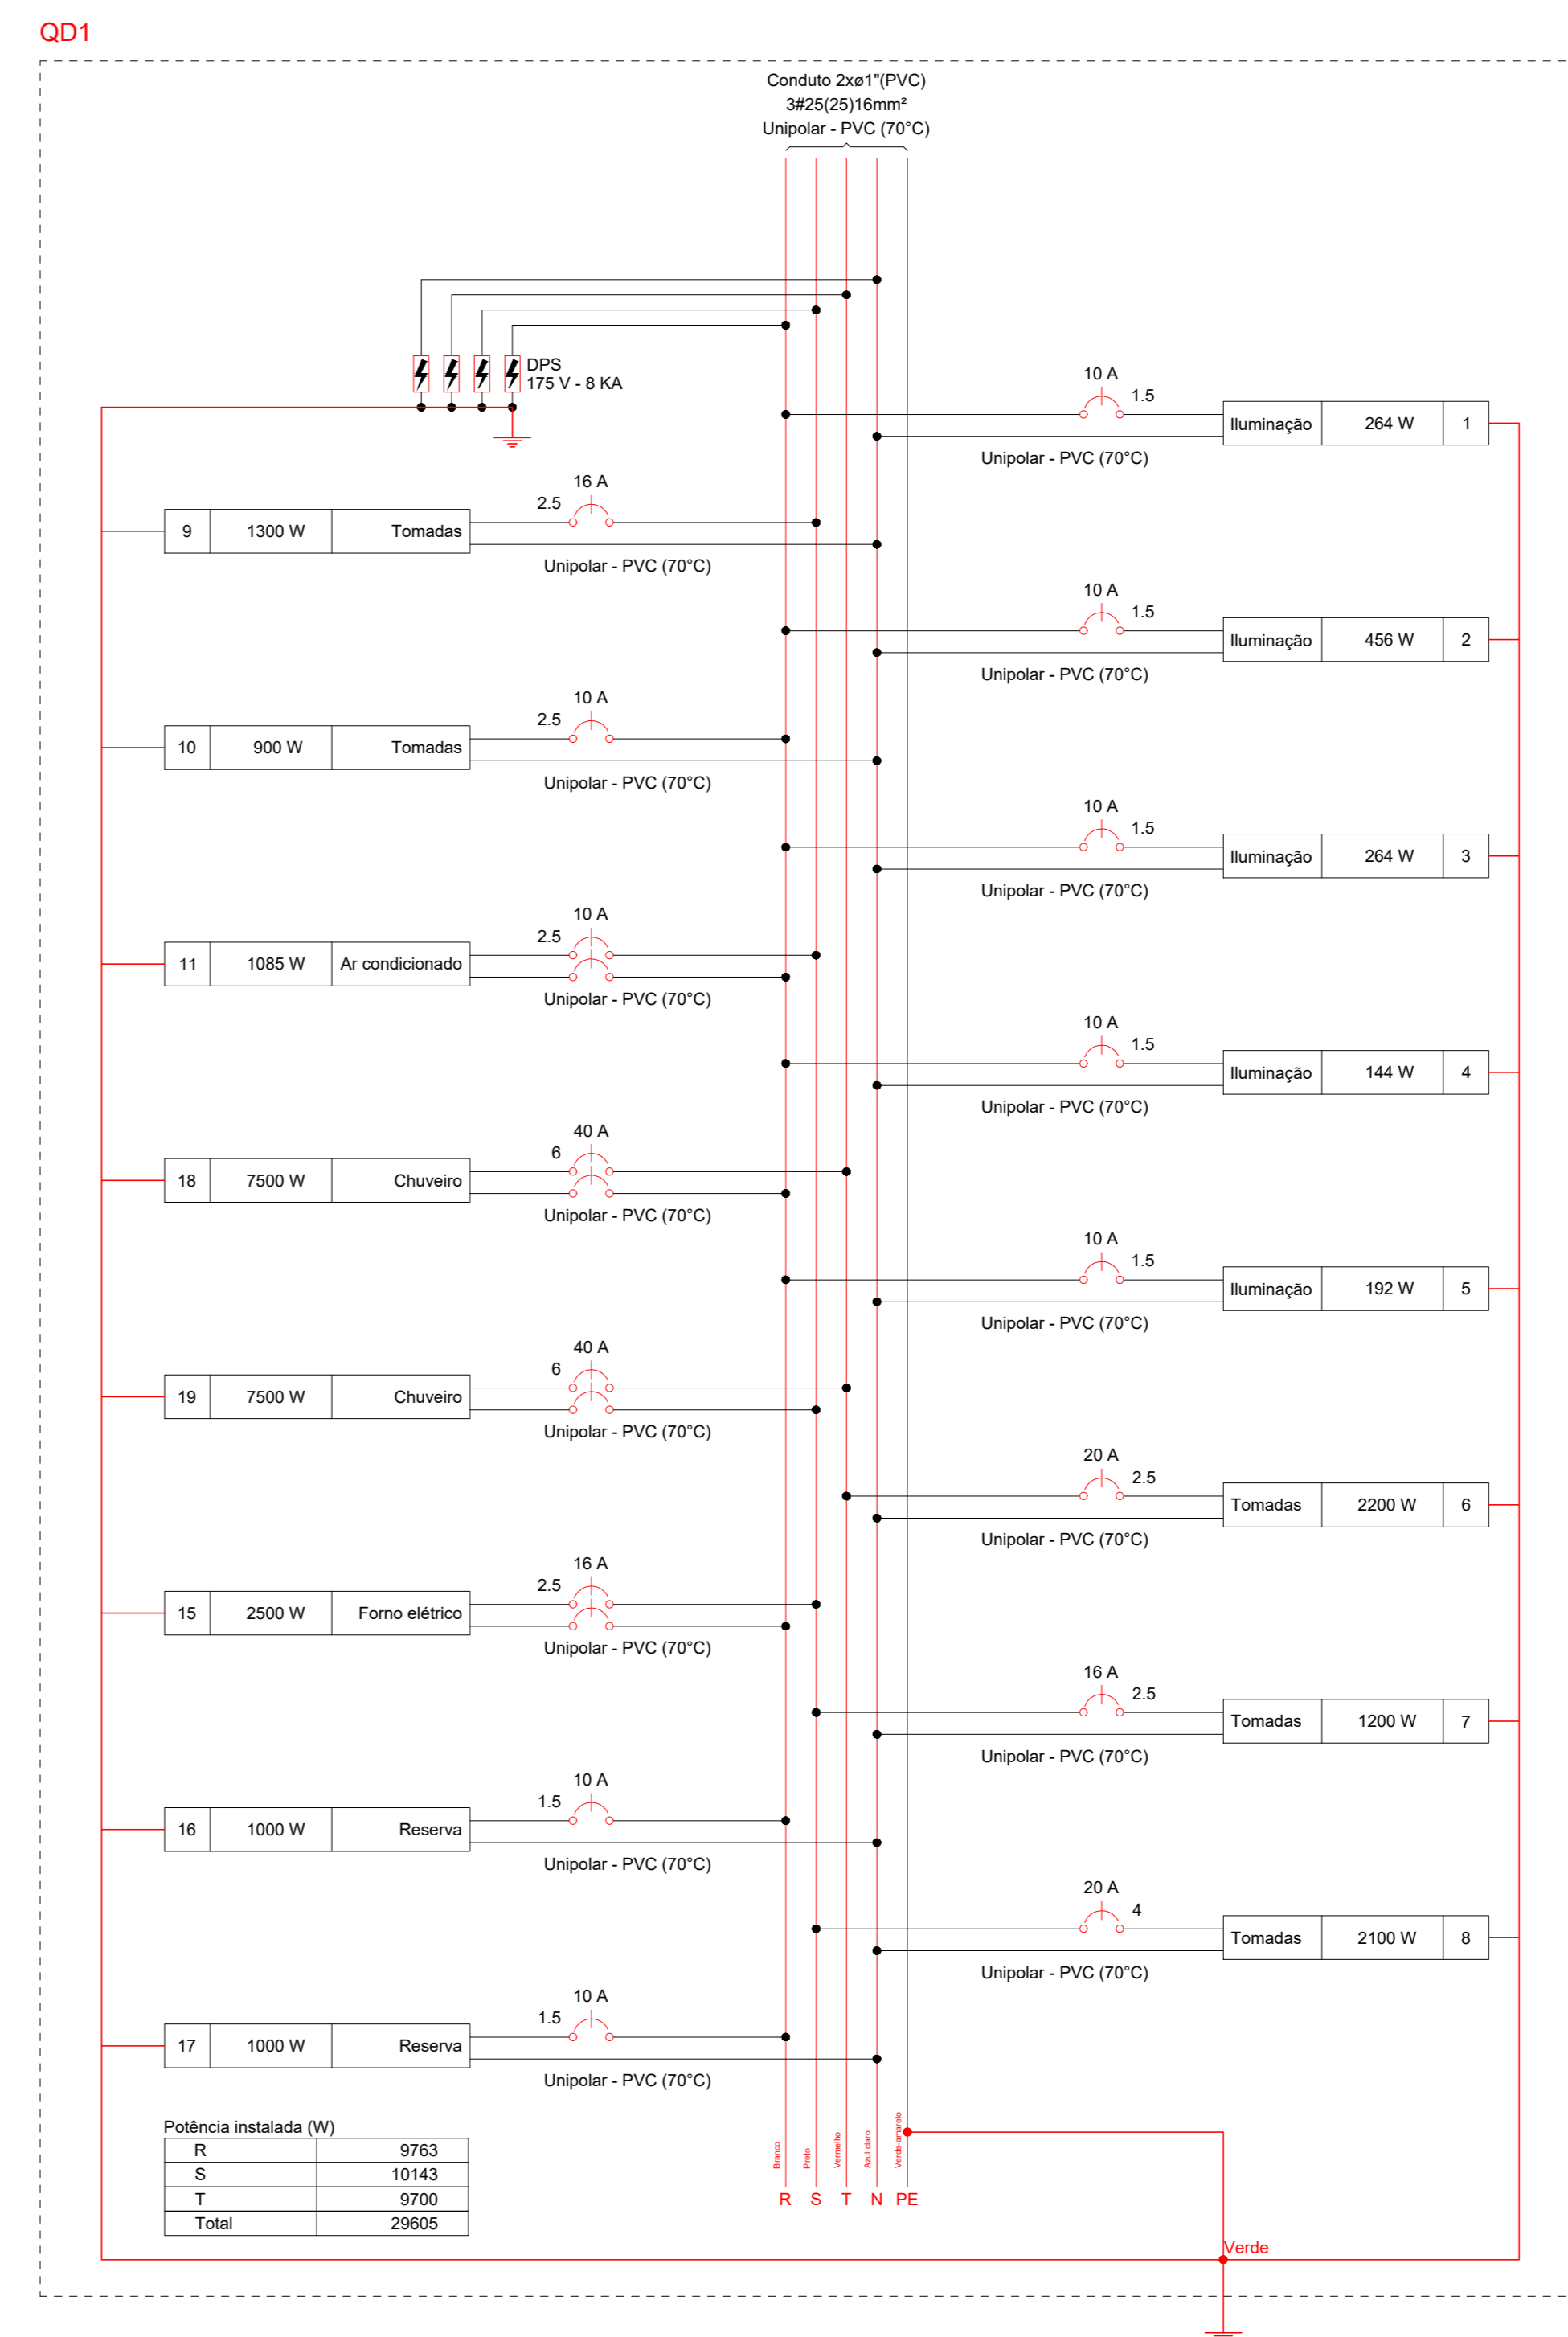 QD1
Conduto 2xø1"(PVC)
3#25(25)16mm²
Unipolar - PVC (70°C)
DPS
175 V - 8 KA
10 A
1.5
Iluminação 264 W 1
Unipolar - PVC (70°C)
16 A
2.5
9 1300 W Tomadas
Unipolar - PVC (70°C)
10 A
1.5
Iluminação 456 W 2
Unipolar - PVC (70°C)
10 A
2.5
10 900 W Tomadas
Unipolar - PVC (70°C)
10 A
1.5
Iluminação 264 W 3
Unipolar - PVC (70°C)
10 A
2.5
11 1085 W Ar condicionado
Unipolar - PVC (70°C)
10 A
1.5
Iluminação 144 W 4
Unipolar - PVC (70°C)
40 A
6
18 7500 W Chuveiro
Unipolar - PVC (70°C)
10 A
1.5
Iluminação 192 W 5
Unipolar - PVC (70°C)
40 A
6
19 7500 W Chuveiro
Unipolar - PVC (70°C)
20 A
2.5
Tomadas 2200 W 6
Unipolar - PVC (70°C)
16 A
2.5
15 2500 W Forno elétrico
Unipolar - PVC (70°C)
16 A
2.5
Tomadas 1200 W 7
Unipolar - PVC (70°C)
10 A
1.5
16 1000 W Reserva
Unipolar - PVC (70°C)
20 A
4
Tomadas 2100 W 8
Unipolar - PVC (70°C)
10 A
1.5
17 1000 W Reserva
Unipolar - PVC (70°C)
Potência instalada (W)
R 9763
S 10143
T 9700
Total 29605
Branco
Preto
Vermelho
Azul claro
Verde-amarelo
R S T N PE
Verde